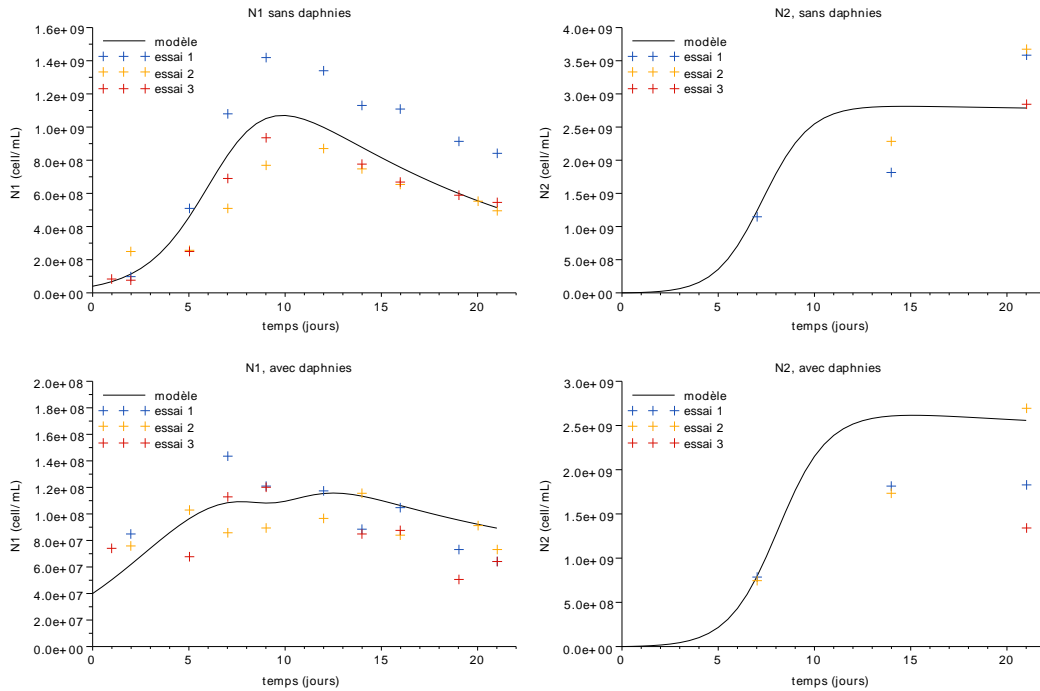 N1 sans daphnies
modèle
essai 1
essai 2
essai 3
1.6e+09
1.4e+09
1.2e+09
1.0e+09
8.0e+08
6.0e+08
4.0e+08
2.0e+08
0.0e+00
N1 (cell/mL)
0 5 10 15 20
temps (jours)
N2, sans daphnies
modèle
essai 1
essai 2
essai 3
4.0e+09
3.5e+09
3.0e+09
2.5e+09
2.0e+09
1.5e+09
1.0e+09
5.0e+08
0.0e+00
N2 (cell/mL)
0 5 10 15 20
temps (jours)
N1, avec daphnies
modèle
essai 1
essai 2
essai 3
2.0e+08
1.8e+08
1.6e+08
1.4e+08
1.2e+08
1.0e+08
8.0e+07
6.0e+07
4.0e+07
2.0e+07
0.0e+00
N1 (cell/mL)
0 5 10 15 20
temps (jours)
N2, avec daphnies
modèle
essai 1
essai 2
essai 3
3.0e+09
2.5e+09
2.0e+09
1.5e+09
1.0e+09
5.0e+08
0.0e+00
N2 (cell/mL)
0 5 10 15 20
temps (jours)